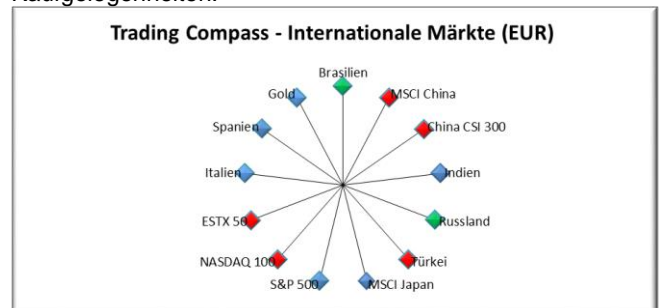 Kaufgelegenheiten.
Trading Compass - Internationale Märkte (EUR)
Brasilien
Gold
MSCI China
Spanien
China CSI 300
Italien
Indien
ESTX 50
Russland
NASDAQ 100
Türkei
S&P 500
MSCI Japan